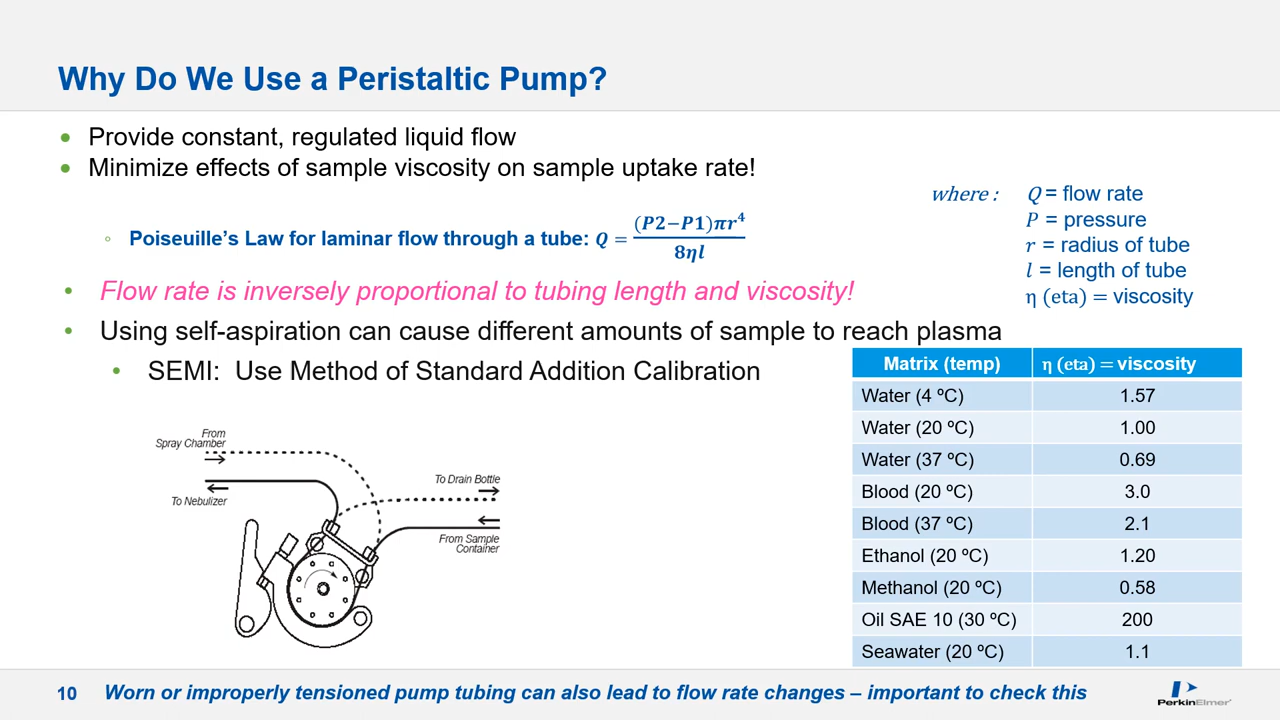 Why Do We Use a Peristaltic Pump?
• Provide constant, regulated liquid flow
• Minimize effects of sample viscosity on sample uptake rate!
◦ Poiseuille’s Law for laminar flow through a tube: Q = (P2−P1)πr⁴ / 8ηl
where : Q = flow rate
P = pressure
r = radius of tube
l = length of tube
η (eta) = viscosity
• Flow rate is inversely proportional to tubing length and viscosity!
• Using self-aspiration can cause different amounts of sample to reach plasma
• SEMI: Use Method of Standard Addition Calibration
From
Spray Chamber
To Nebulizer
To Drain Bottle
From Sample
Container
Matrix (temp) η (eta) = viscosity
Water (4 ºC) 1.57
Water (20 ºC) 1.00
Water (37 ºC) 0.69
Blood (20 ºC) 3.0
Blood (37 ºC) 2.1
Ethanol (20 ºC) 1.20
Methanol (20 ºC) 0.58
Oil SAE 10 (30 ºC) 200
Seawater (20 ºC) 1.1
10 Worn or improperly tensioned pump tubing can also lead to flow rate changes – important to check this
PerkinElmer